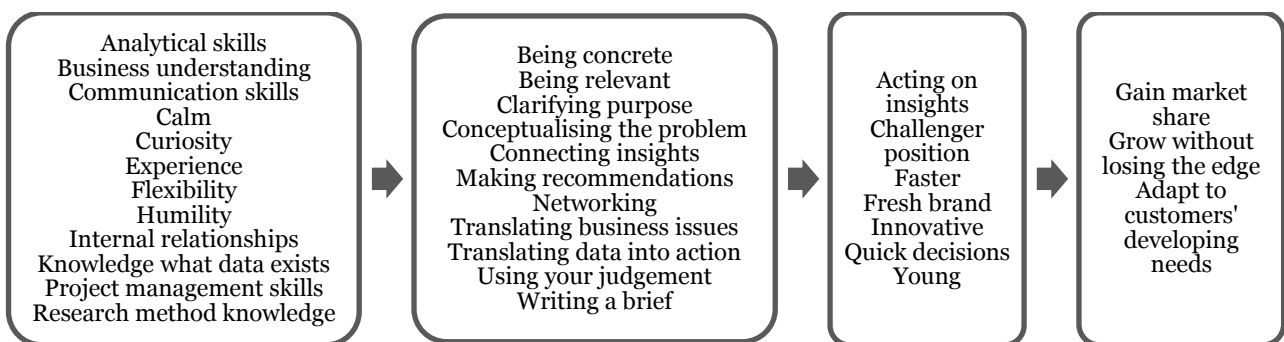 Analytical skills
Business understanding
Communication skills
Calm
Curiosity
Experience
Flexibility
Humility
Internal relationships
Knowledge what data exists
Project management skills
Research method knowledge
Being concrete
Being relevant
Clarifying purpose
Conceptualising the problem
Connecting insights
Making recommendations
Networking
Translating business issues
Translating data into action
Using your judgement
Writing a brief
Acting on
insights
Challenger
position
Faster
Fresh brand
Innovative
Quick decisions
Young
Gain market
share
Grow without
losing the edge
Adapt to
customers'
developing
needs